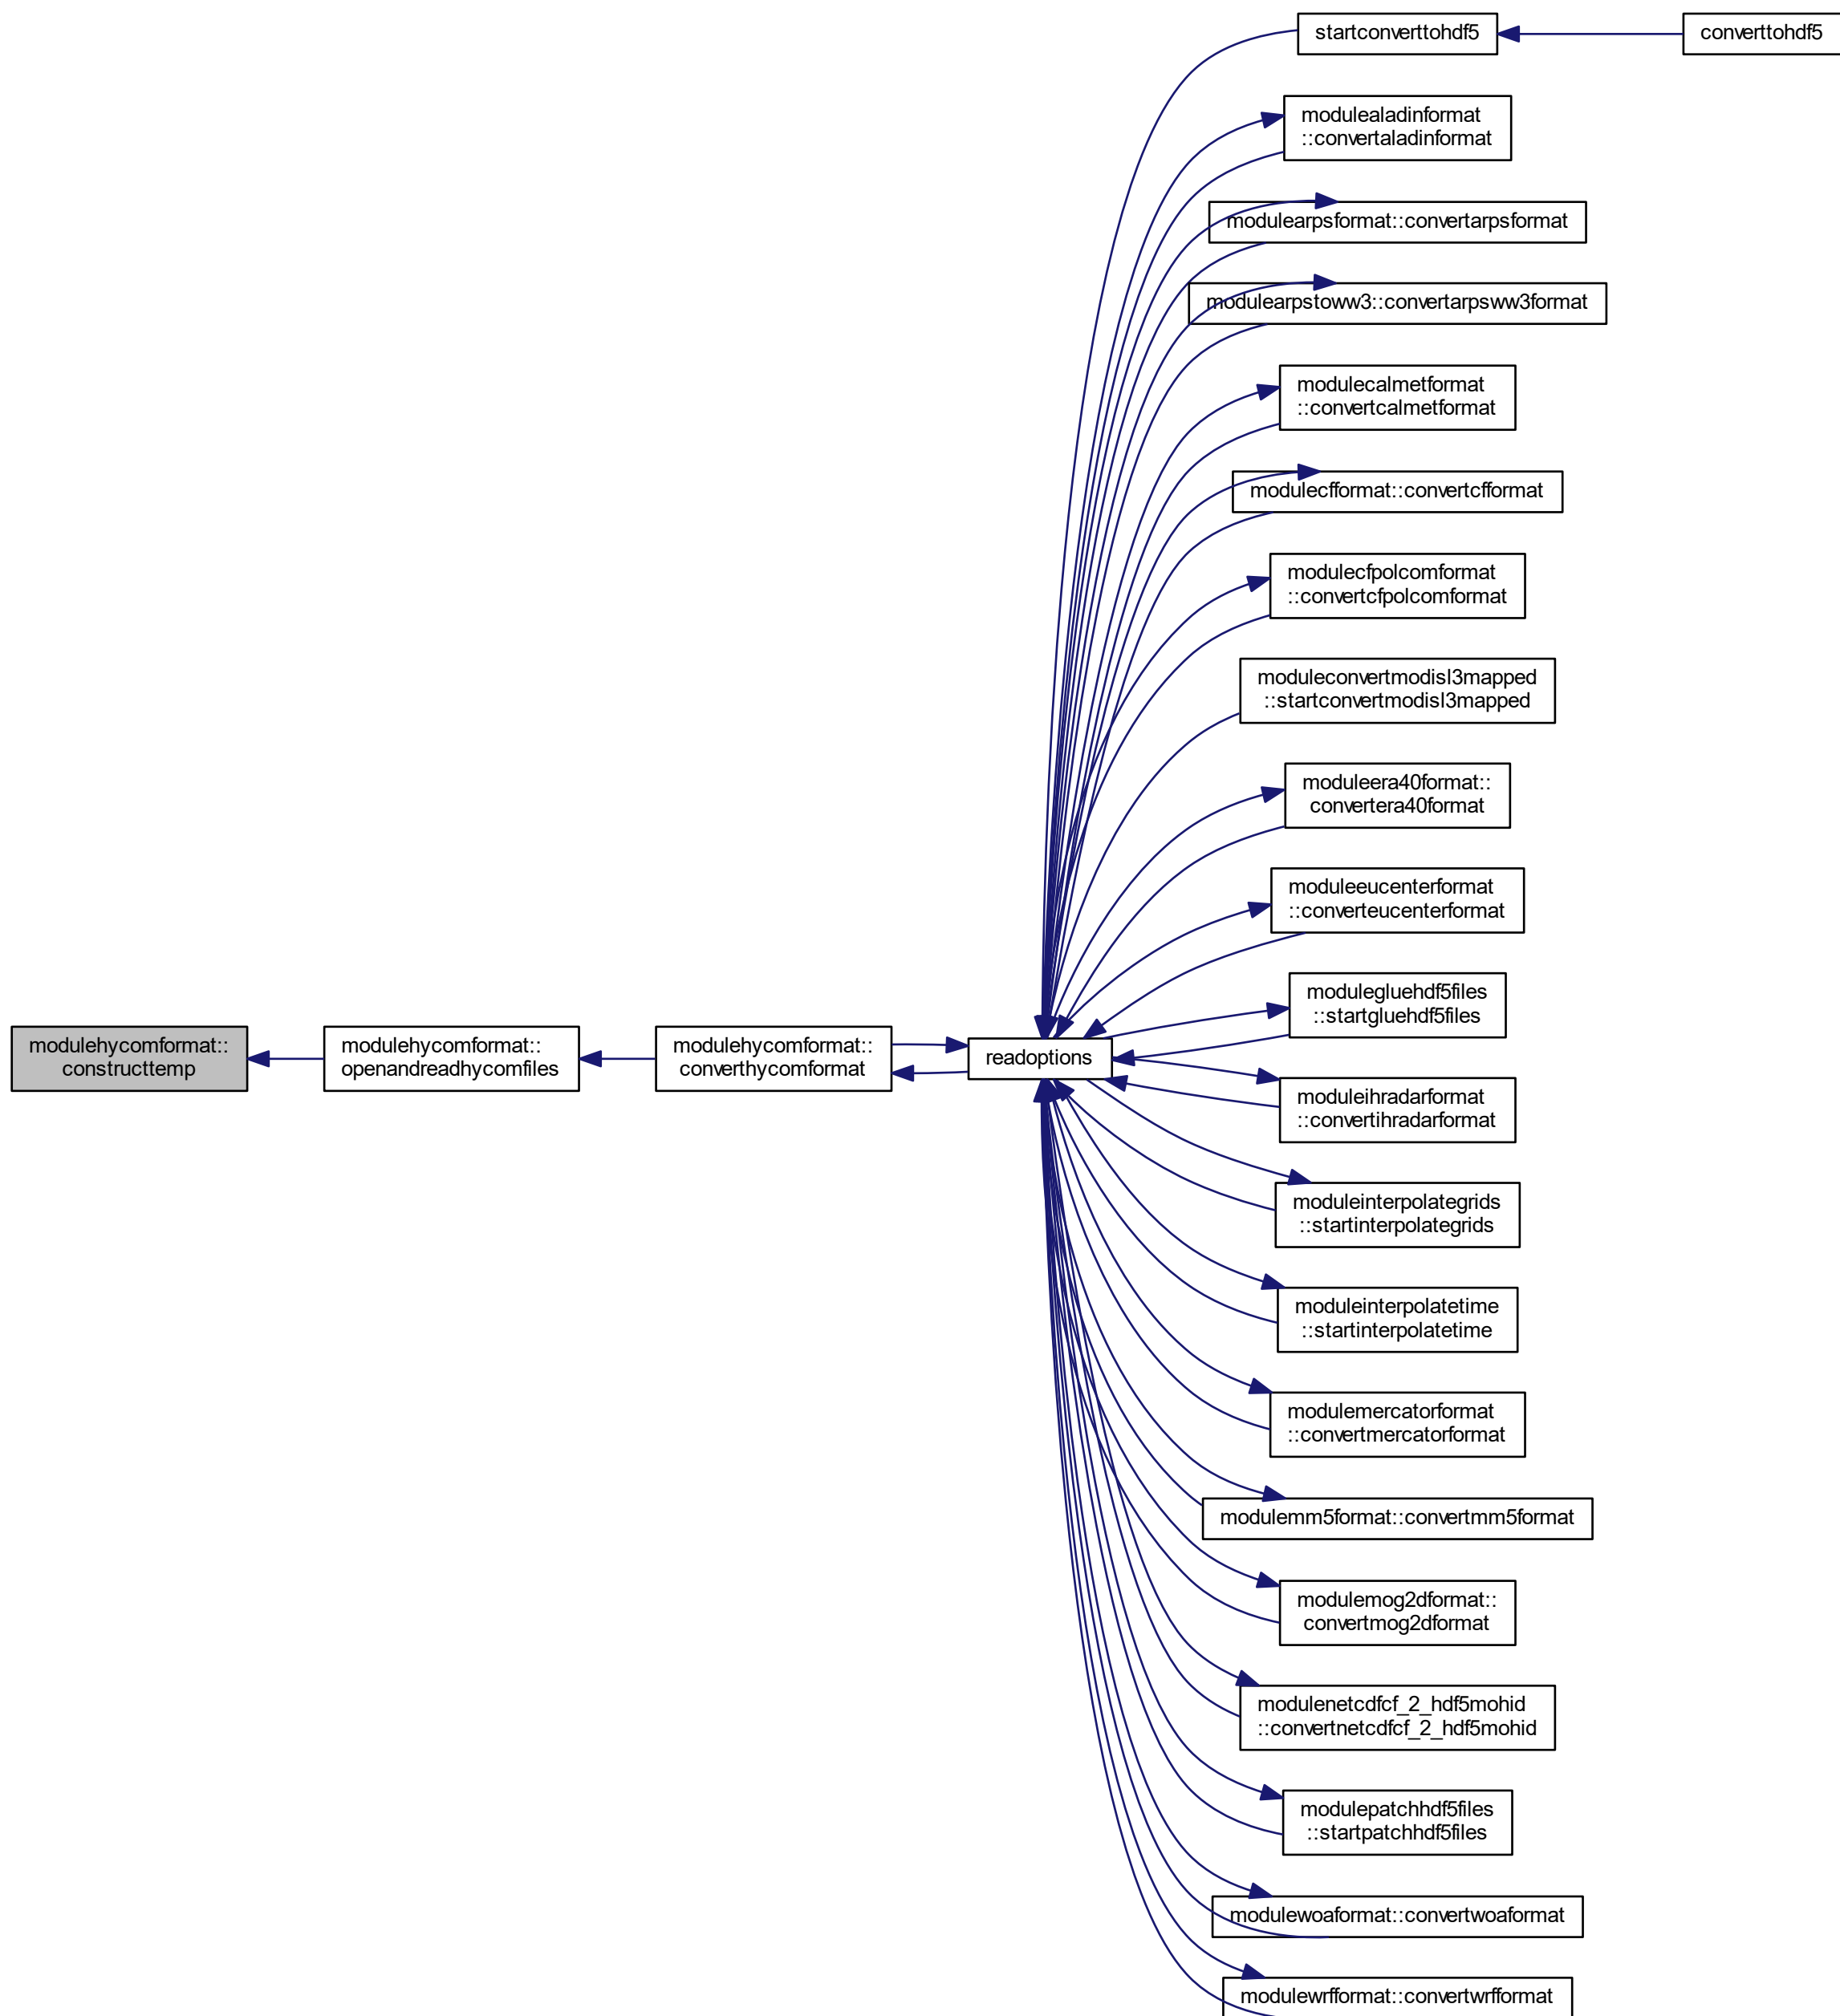 startconverttohdf5
converttohdf5
modulealadinformat
::convertaladinformat
modulearpsformat::convertarpsformat
modulearpstoww3::convertarpsww3format
modulecalmetformat
::convertcalmetformat
modulecfformat::convertcfformat
modulecfpolcomformat
::convertcfpolcomformat
moduleconvertmodisl3mapped
::startconvertmodisl3mapped
moduleera40format::
convertera40format
moduleeucenterformat
::converteucenterformat
modulegluehdf5files
::startgluehdf5files
modulehycomformat::
constructtemp
modulehycomformat::
openandreadhycomfiles
modulehycomformat::
converthycomformat
readoptions
moduleihradarformat
::convertihradarformat
moduleinterpolategrids
::startinterpolategrids
moduleinterpolatetime
::startinterpolatetime
modulemercatorformat
::convertmercatorformat
modulemm5format::convertmm5format
modulemog2dformat::
convertmog2dformat
modulenetcdfcf_2_hdf5mohid
::convertnetcdfcf_2_hdf5mohid
modulepatchhdf5files
::startpatchhdf5files
modulewoaformat::convertwoaformat
modulewrfformat::convertwrfformat